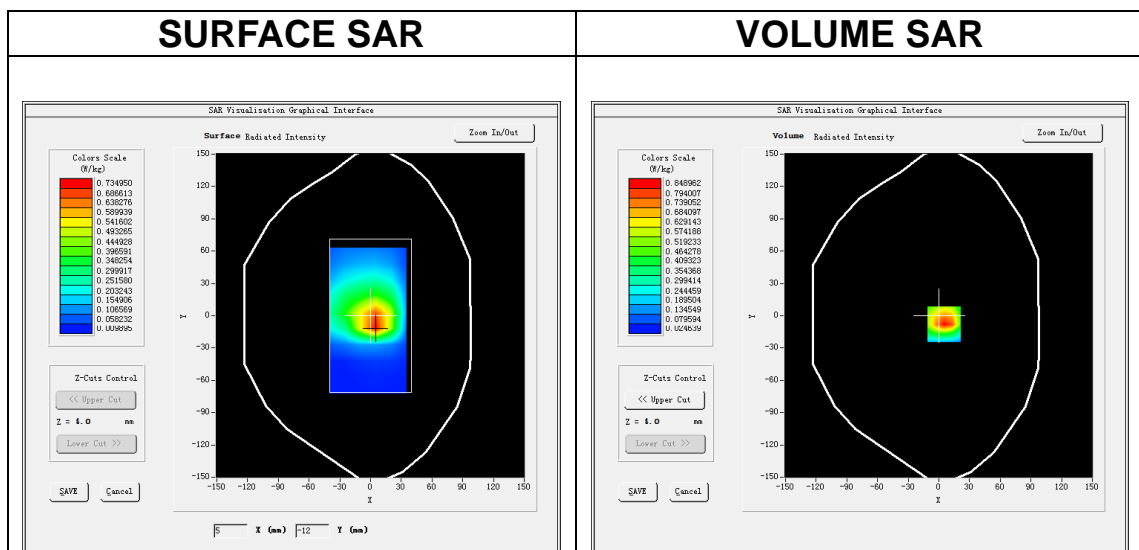 SURFACE SAR
VOLUME SAR
SAR Visualisation Graphical Interface
Surface Radiated Intensity
Zoom In/Out
Colors Scale
(W/kg)
0.734950
0.686613
0.638276
0.589939
0.541602
0.493265
0.444928
0.396591
0.348254
0.299917
0.251580
0.203243
0.154906
0.106569
0.058232
0.009895
Z-Cuts Control
<< Upper Cut
Z = 4.0 mm
Lower Cut >>
SAVE Cancel
Y
150
120
90
60
30
0
-30
-60
-90
-120
-150
-150 -120 -90 -60 -30 0 30 60 90 120 150
X
5 X (mm) -12 Y (mm)
SAR Visualisation Graphical Interface
Volume Radiated Intensity
Zoom In/Out
Colors Scale
(W/kg)
0.848962
0.794007
0.739052
0.684097
0.629143
0.574188
0.519233
0.464278
0.409323
0.354368
0.299414
0.244459
0.189504
0.134549
0.079594
0.024639
Z-Cuts Control
<< Upper Cut
Z = 4.0 mm
Lower Cut >>
SAVE Cancel
Y
150
120
90
60
30
0
-30
-60
-90
-120
-150
-150 -120 -90 -60 -30 0 30 60 90 120 150
X